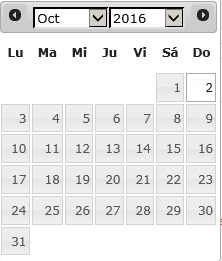 Oct 2016
Lu Ma Mi Ju Vi Sá Do
1 2
3 4 5 6 7 8 9
10 11 12 13 14 15 16
17 18 19 20 21 22 23
24 25 26 27 28 29 30
31